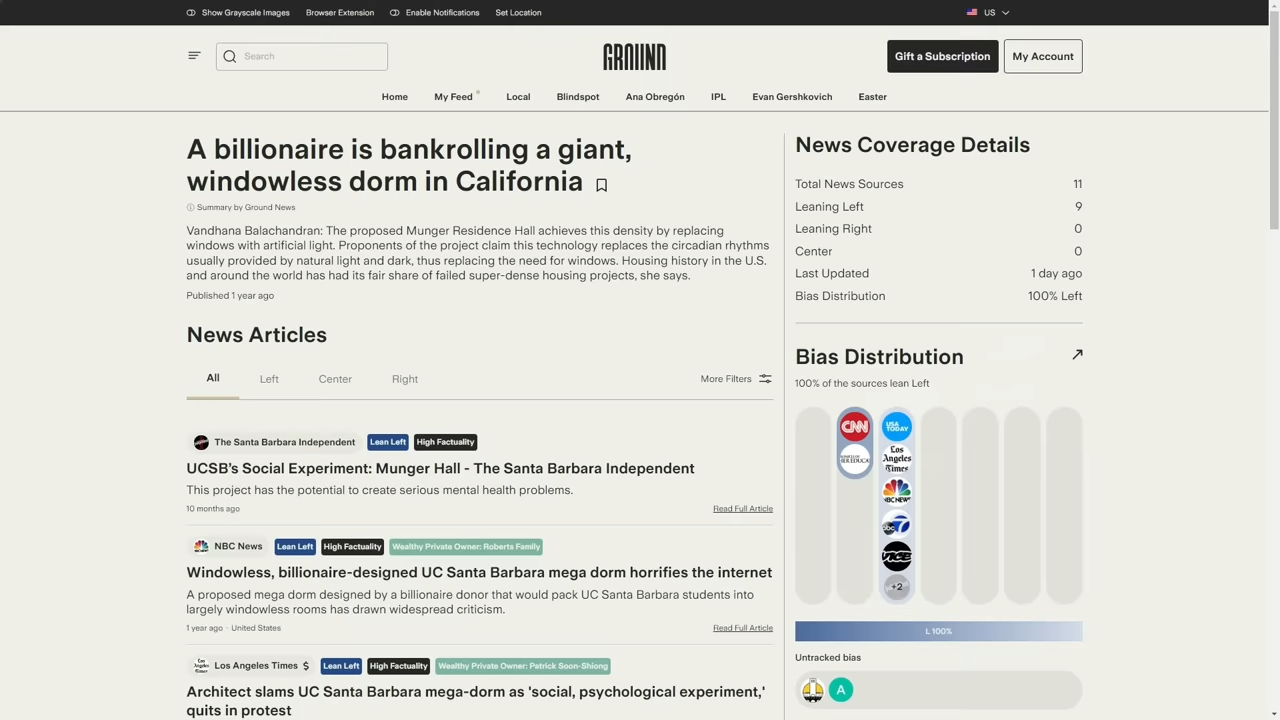 Show Grayscale Images Browser Extension Enable Notifications Set Location US
Search
GROUND
Gift a Subscription My Account
Home My Feed Local Blindspot Ana Obregón IPL Evan Gershkovich Easter
A billionaire is bankrolling a giant,
windowless dorm in California
Summary by Ground News
Vandhana Balachandran: The proposed Munger Residence Hall achieves this density by replacing
windows with artificial light. Proponents of the project claim this technology replaces the circadian rhythms
usually provided by natural light and dark, thus replacing the need for windows. Housing history in the U.S.
and around the world has had its fair share of failed super-dense housing projects, she says.
Published 1 year ago
News Articles
All Left Center Right More Filters
The Santa Barbara Independent Lean Left High Factuality
UCSB's Social Experiment: Munger Hall - The Santa Barbara Independent
This project has the potential to create serious mental health problems.
10 months ago Read Full Article
NBC News Lean Left High Factuality Wealthy Private Owner: Roberts Family
Windowless, billionaire-designed UC Santa Barbara mega dorm horrifies the internet
A proposed mega dorm designed by a billionaire donor that would pack UC Santa Barbara students into
largely windowless rooms has drawn widespread criticism.
1 year ago · United States Read Full Article
Los Angeles Times $ Lean Left High Factuality Wealthy Private Owner: Patrick Soon-Shiong
Architect slams UC Santa Barbara mega-dorm as 'social, psychological experiment,'
quits in protest
News Coverage Details
Total News Sources 11
Leaning Left 9
Leaning Right 0
Center 0
Last Updated 1 day ago
Bias Distribution 100% Left
Bias Distribution
100% of the sources lean Left
CNN USA TODAY
Los Angeles Times
NBC NEWS
abc 7
VICE
+2
L 100%
Untracked bias
A